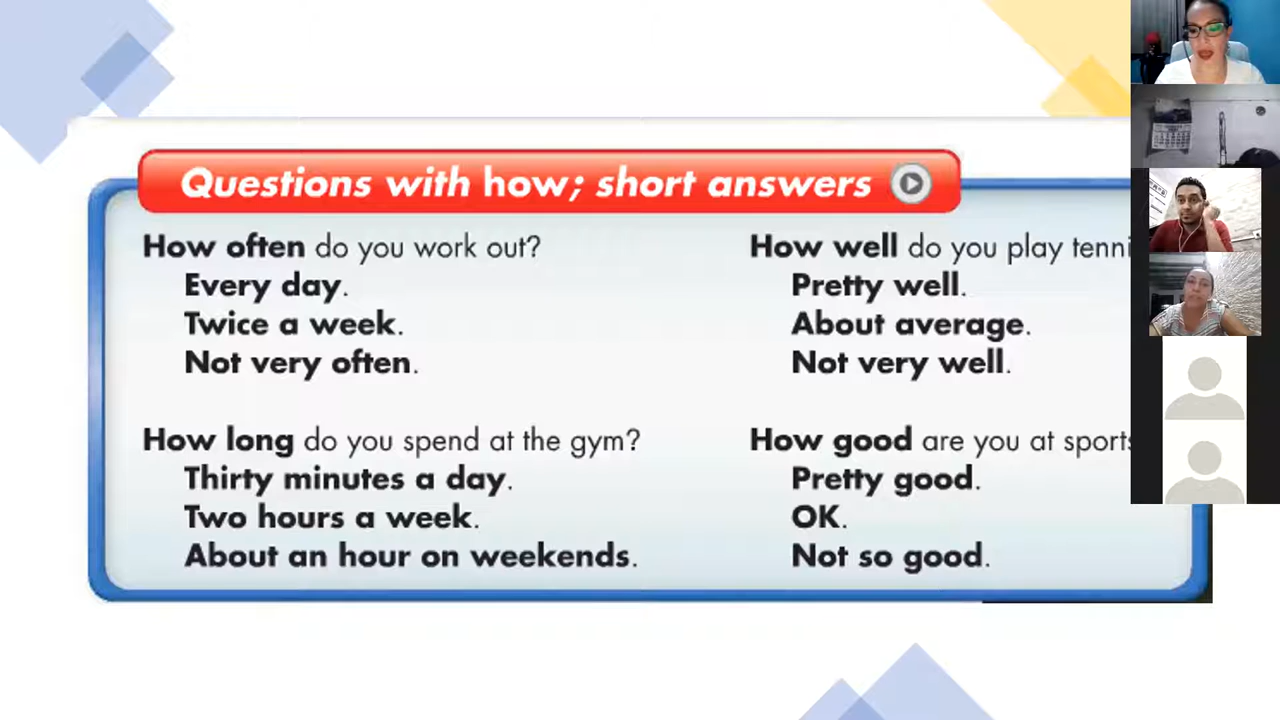 Questions with how; short answers
How often do you work out?
Every day.
Twice a week.
Not very often.
How long do you spend at the gym?
Thirty minutes a day.
Two hours a week.
About an hour on weekends.
How well do you play
Pretty well.
About average.
Not very well.
How good are you at
Pretty good.
OK.
Not so good.